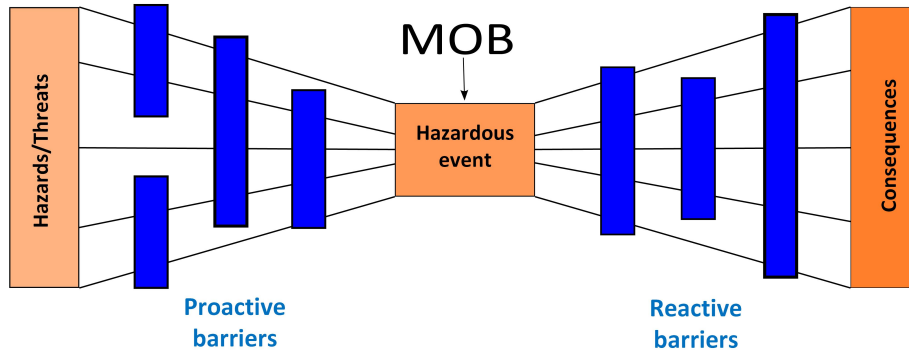 MOB
Hazards/Threats
Hazardous
event
Consequences
Proactive
barriers
Reactive
barriers